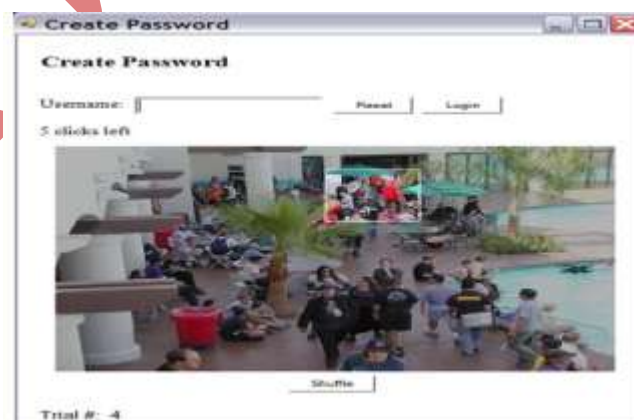 Create Password
Create Password
Username: Reset Login
5 clicks left
Shuffle
Trial #: 4